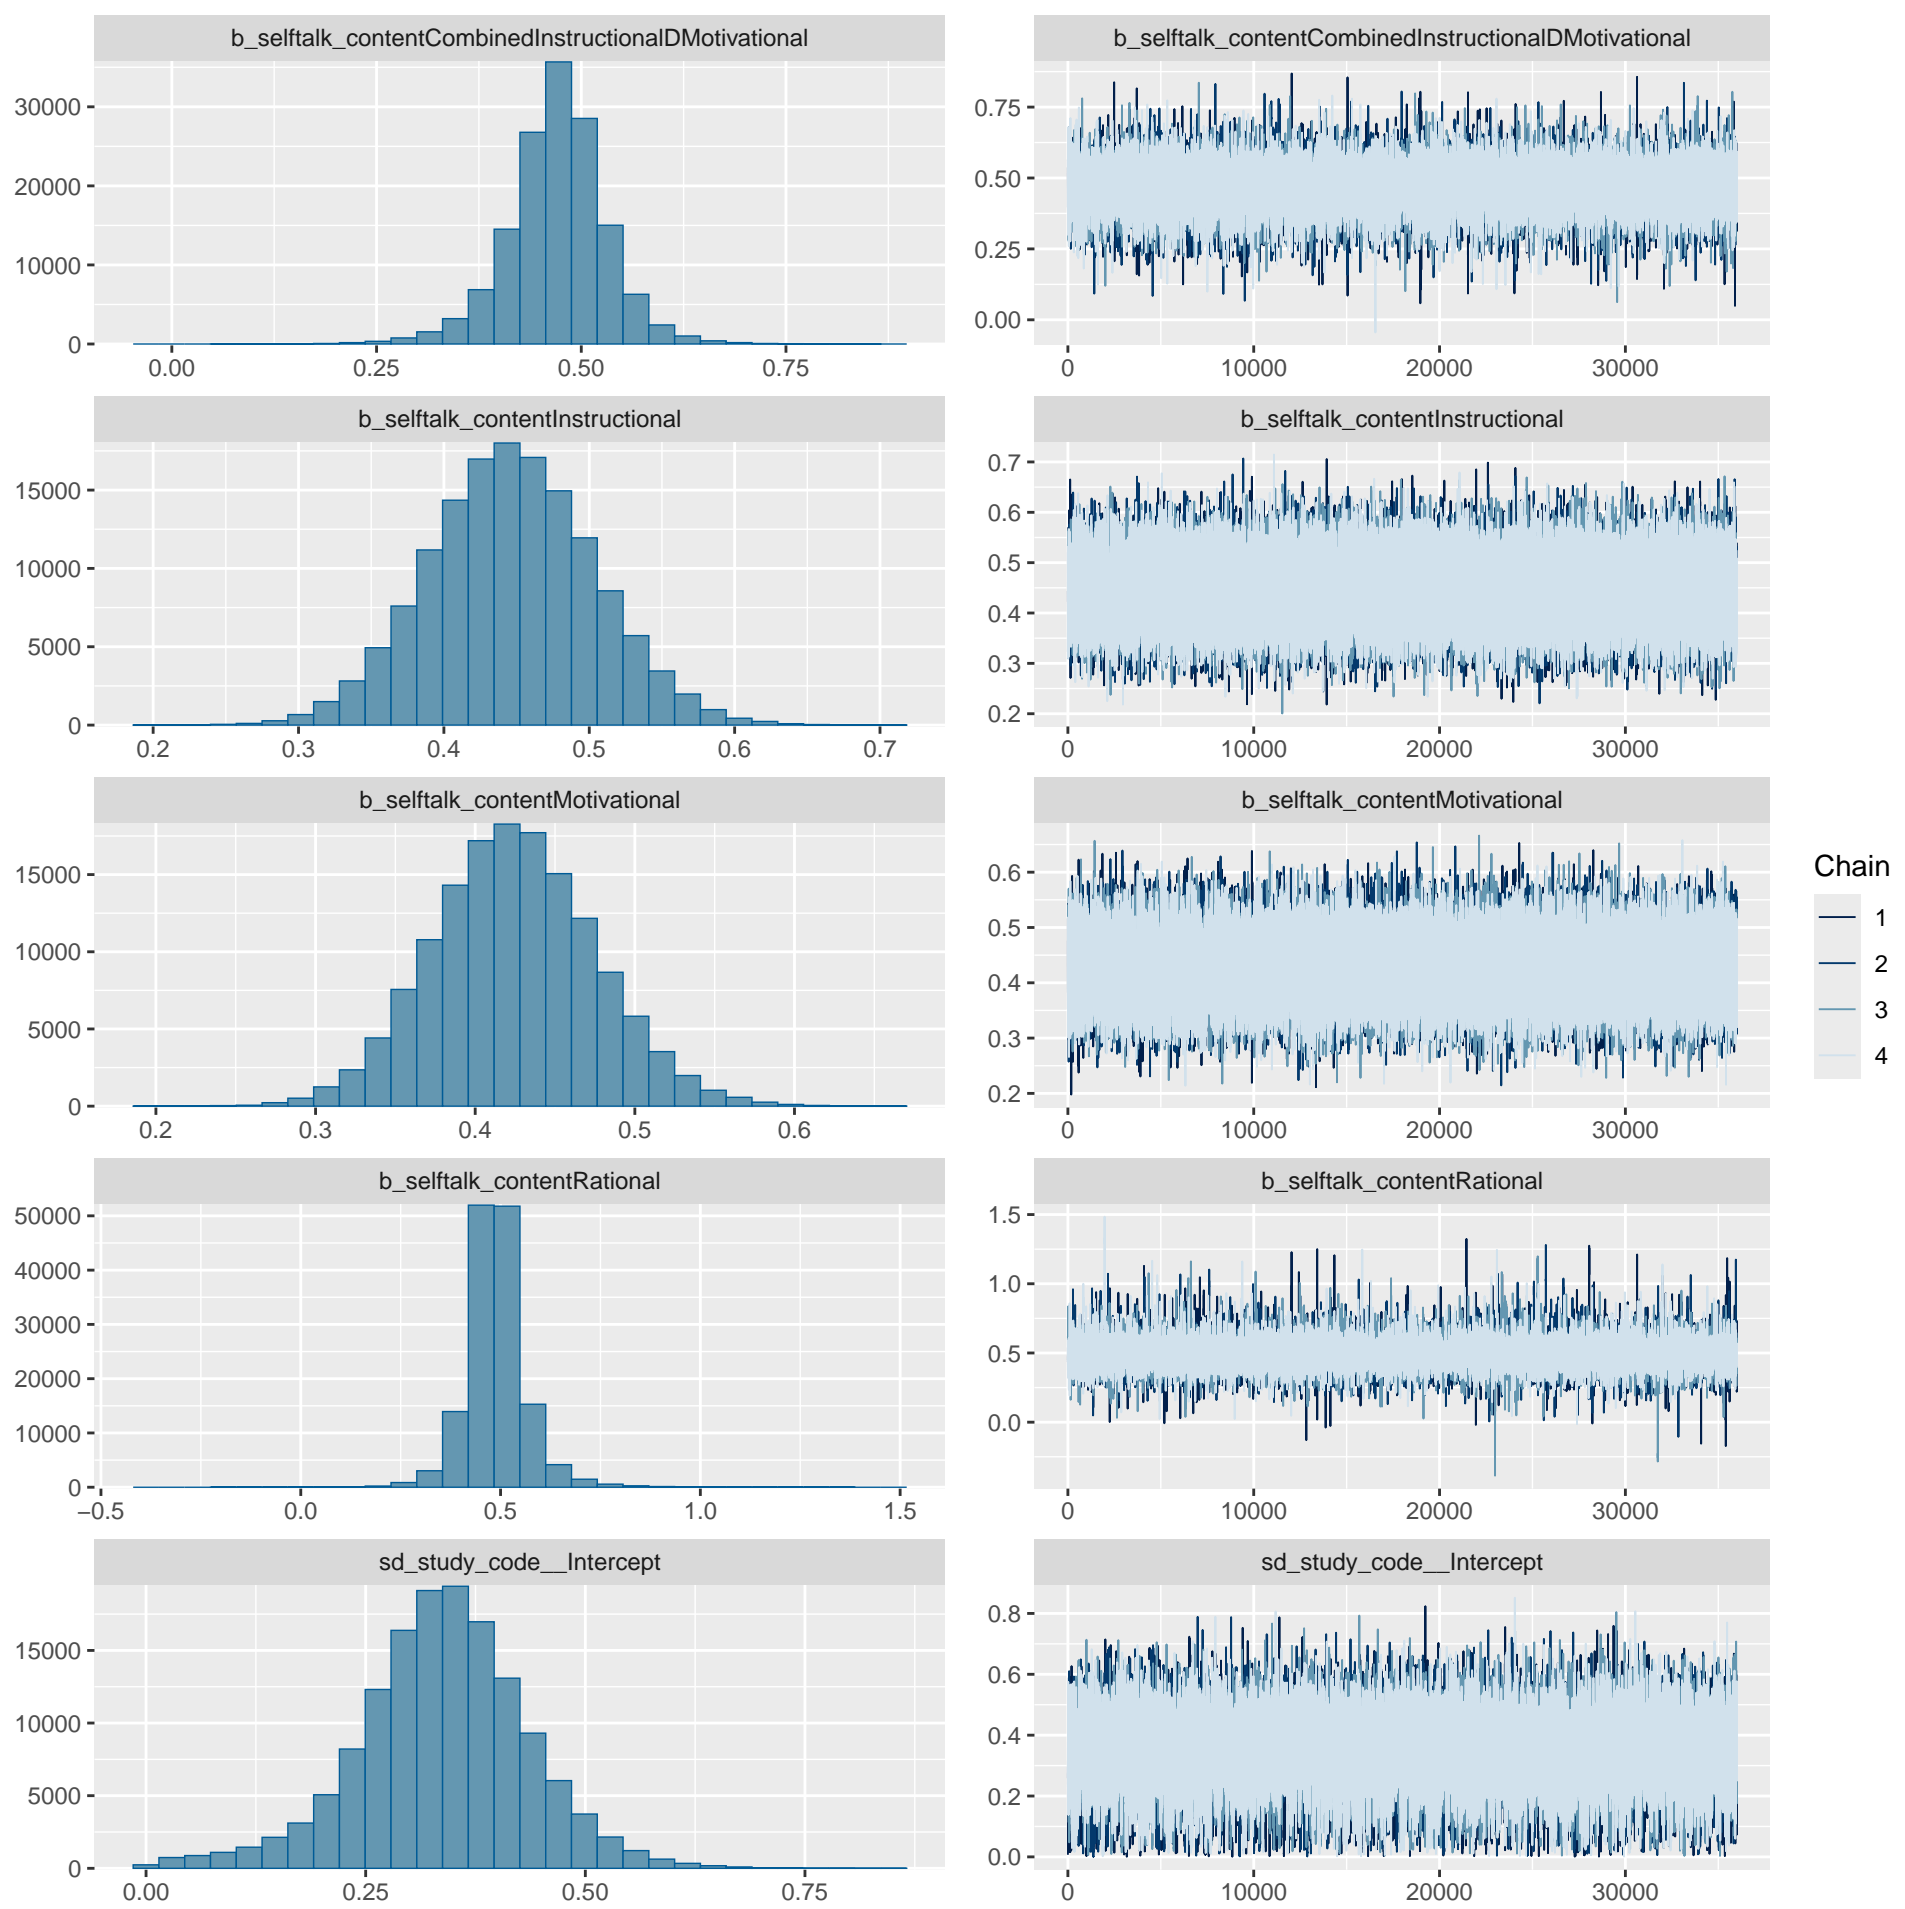 b_selftalk_contentCombinedInstructionalDMotivational
30000
20000
10000
0
0.00 0.25 0.50 0.75
b_selftalk_contentCombinedInstructionalDMotivational
0.75
0.50
0.25
0.00
0 10000 20000 30000
b_selftalk_contentInstructional
15000
10000
5000
0
0.2 0.3 0.4 0.5 0.6 0.7
b_selftalk_contentInstructional
0.7
0.6
0.5
0.4
0.3
0.2
0 10000 20000 30000
b_selftalk_contentMotivational
15000
10000
5000
0
0.2 0.3 0.4 0.5 0.6
b_selftalk_contentMotivational
0.6
0.5
0.4
0.3
0.2
0 10000 20000 30000
b_selftalk_contentRational
50000
40000
30000
20000
10000
0
−0.5 0.0 0.5 1.0 1.5
b_selftalk_contentRational
1.5
1.0
0.5
0.0
0 10000 20000 30000
sd_study_code__Intercept
15000
10000
5000
0
0.00 0.25 0.50 0.75
sd_study_code__Intercept
0.8
0.6
0.4
0.2
0.0
0 10000 20000 30000
Chain
1
2
3
4